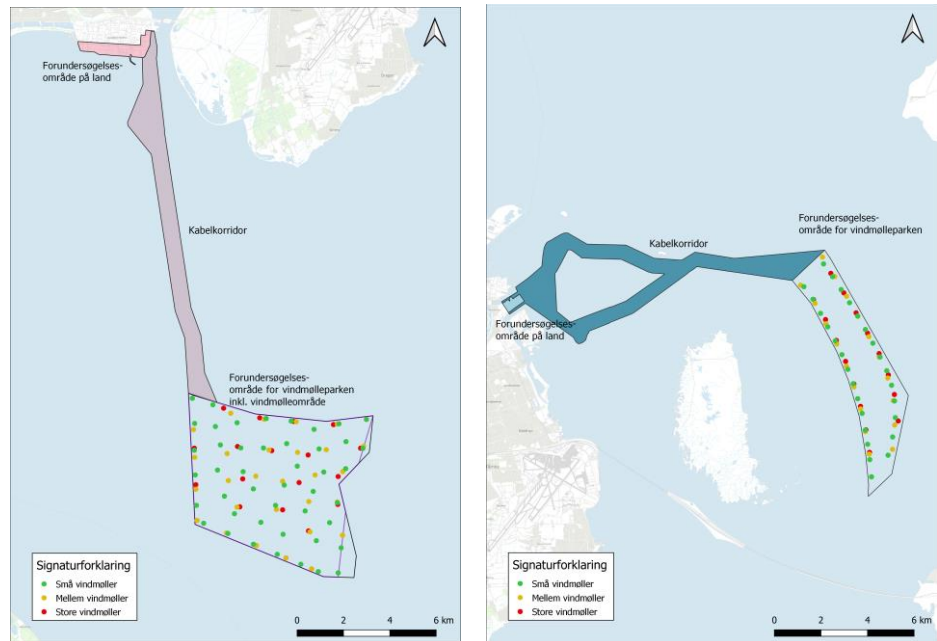 Forundersøgelses-
område på land
Kabelkorridor
Forundersøgelses-
område for vindmølleparken
inkl. vindmølleområde
Signaturforklaring
Små vindmøller
Mellem vindmøller
Store vindmøller
0 2 4 6 km
Forundersøgelses-
område for vindmølleparken
Kabelkorridor
Forundersøgelses-
område på land
Signaturforklaring
Små vindmøller
Mellem vindmøller
Store vindmøller
0 2 4 6 km